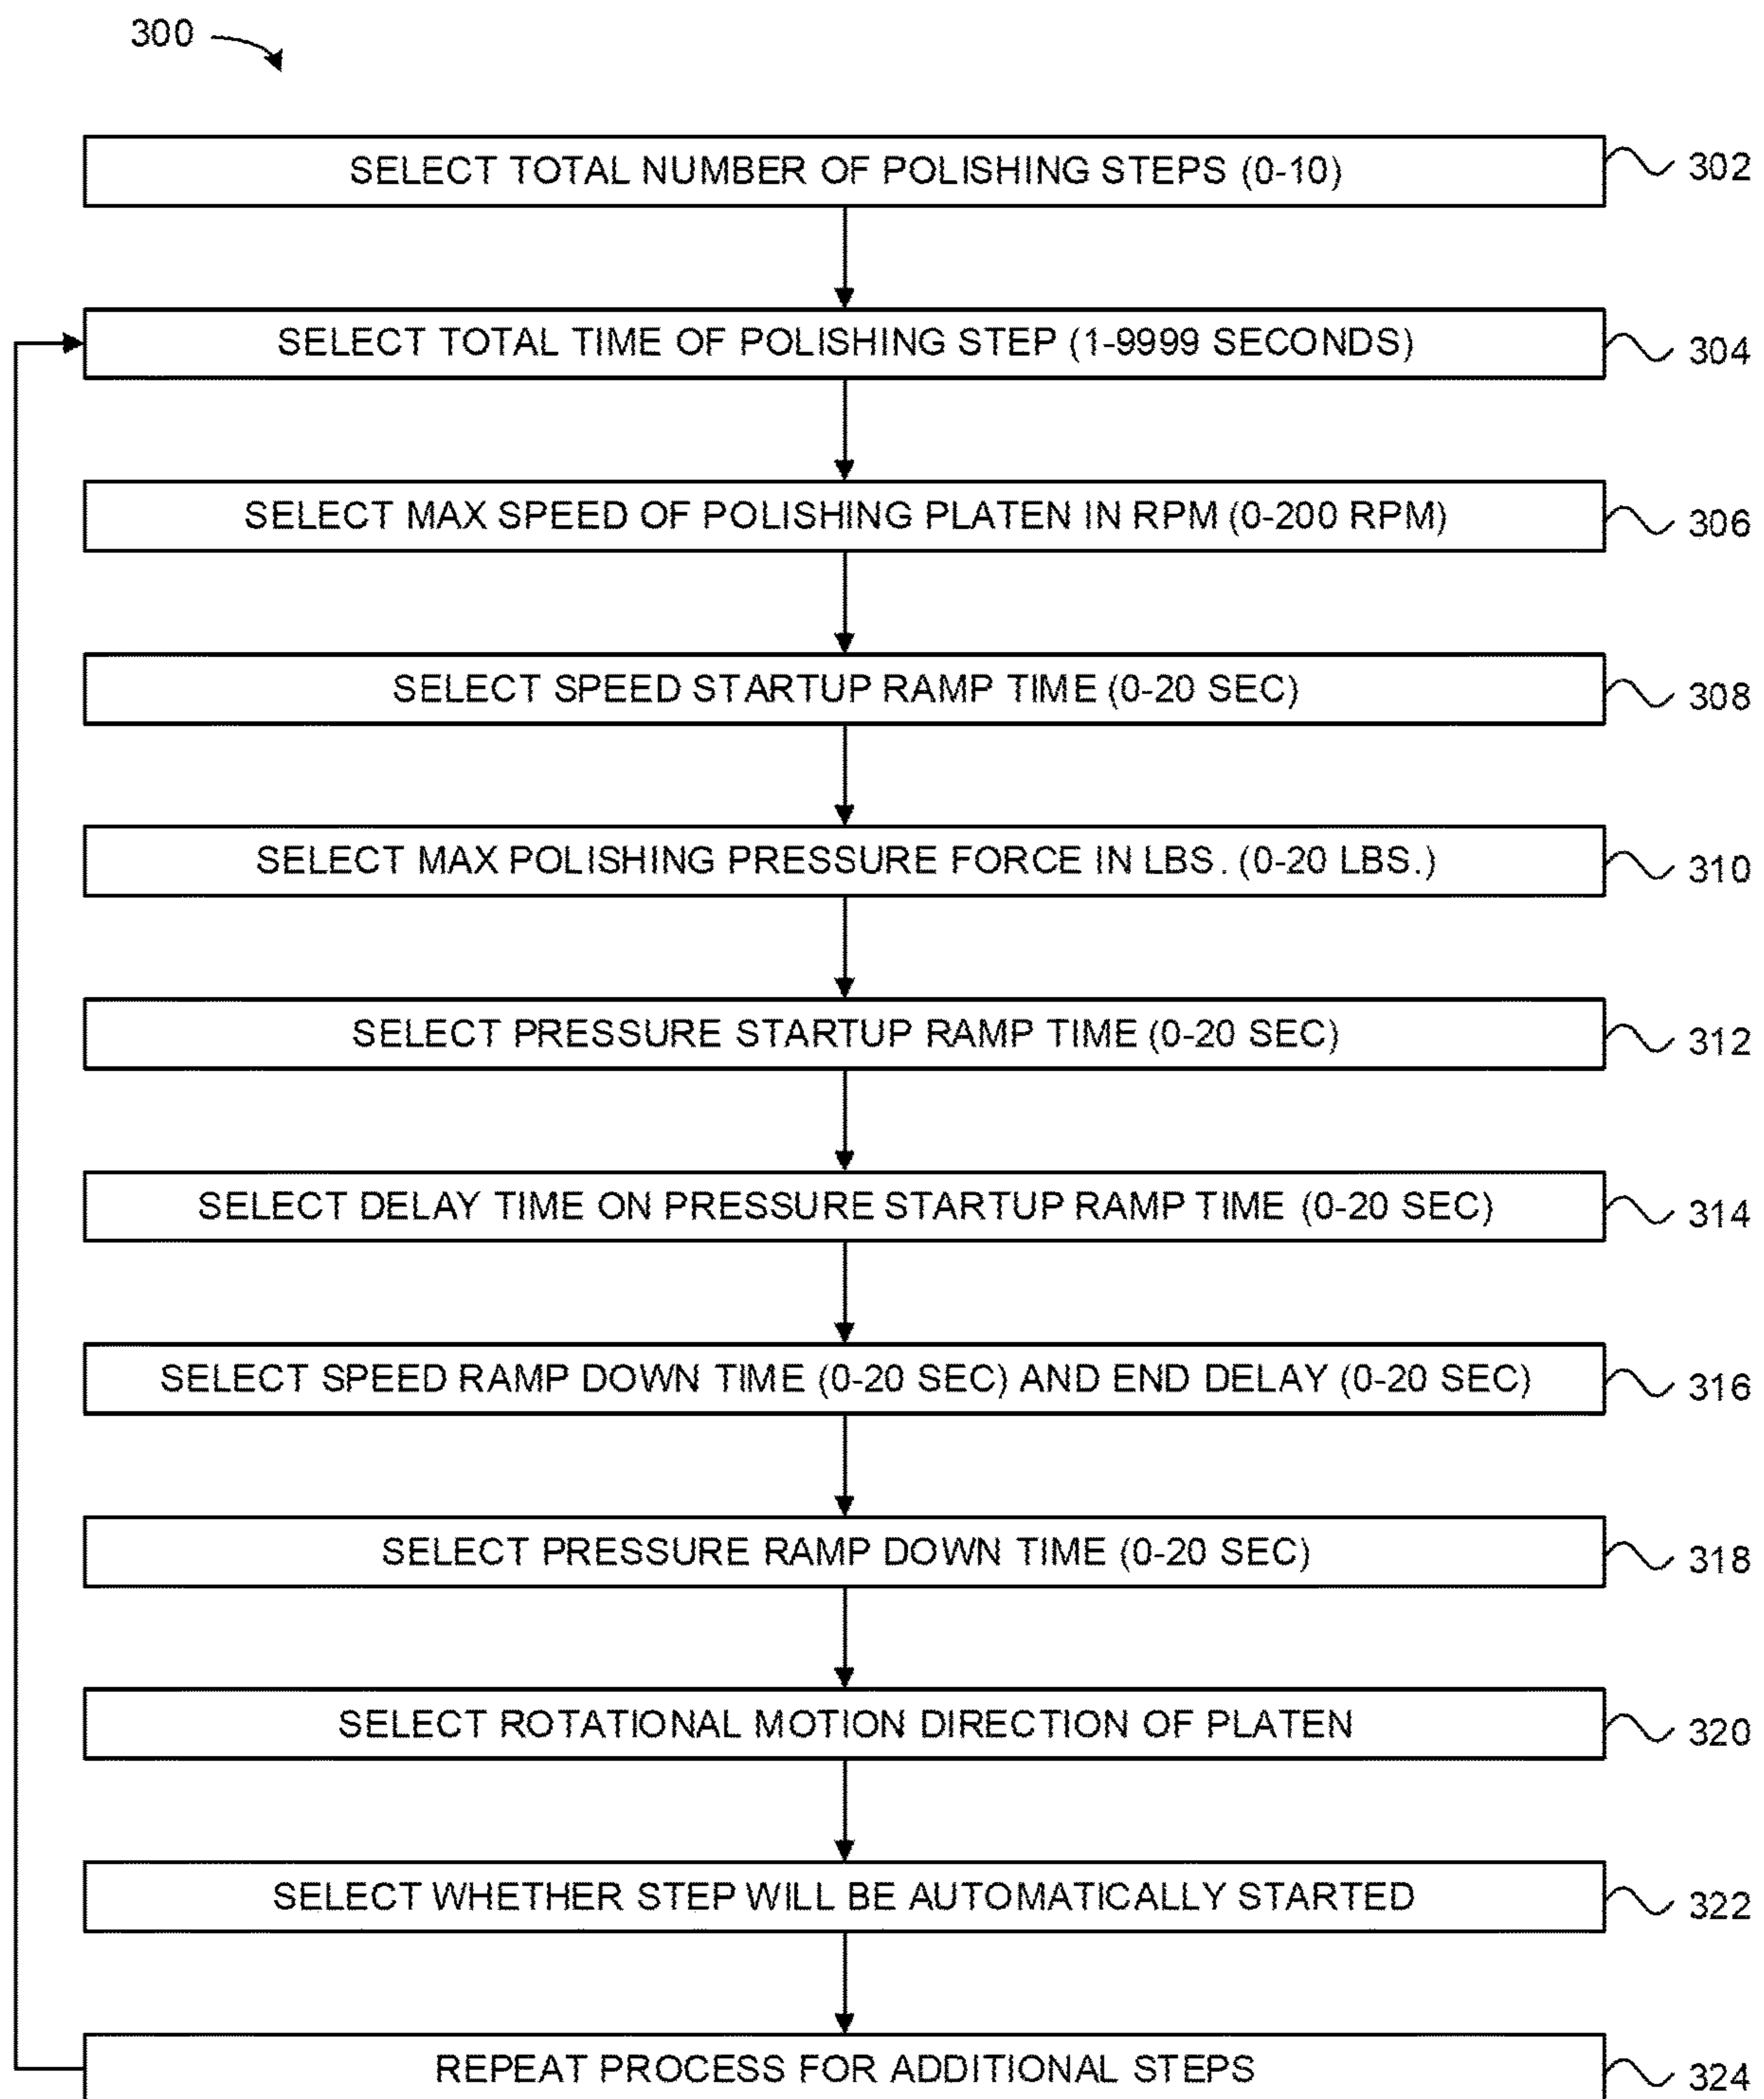 300
SELECT TOTAL NUMBER OF POLISHING STEPS (0-10)
302
SELECT TOTAL TIME OF POLISHING STEP (1-9999 SECONDS)
304
SELECT MAX SPEED OF POLISHING PLATEN IN RPM (0-200 RPM)
306
SELECT SPEED STARTUP RAMP TIME (0-20 SEC)
308
SELECT MAX POLISHING PRESSURE FORCE IN LBS. (0-20 LBS.)
310
SELECT PRESSURE STARTUP RAMP TIME (0-20 SEC)
312
SELECT DELAY TIME ON PRESSURE STARTUP RAMP TIME (0-20 SEC)
314
SELECT SPEED RAMP DOWN TIME (0-20 SEC) AND END DELAY (0-20 SEC)
316
SELECT PRESSURE RAMP DOWN TIME (0-20 SEC)
318
SELECT ROTATIONAL MOTION DIRECTION OF PLATEN
320
SELECT WHETHER STEP WILL BE AUTOMATICALLY STARTED
322
REPEAT PROCESS FOR ADDITIONAL STEPS
324